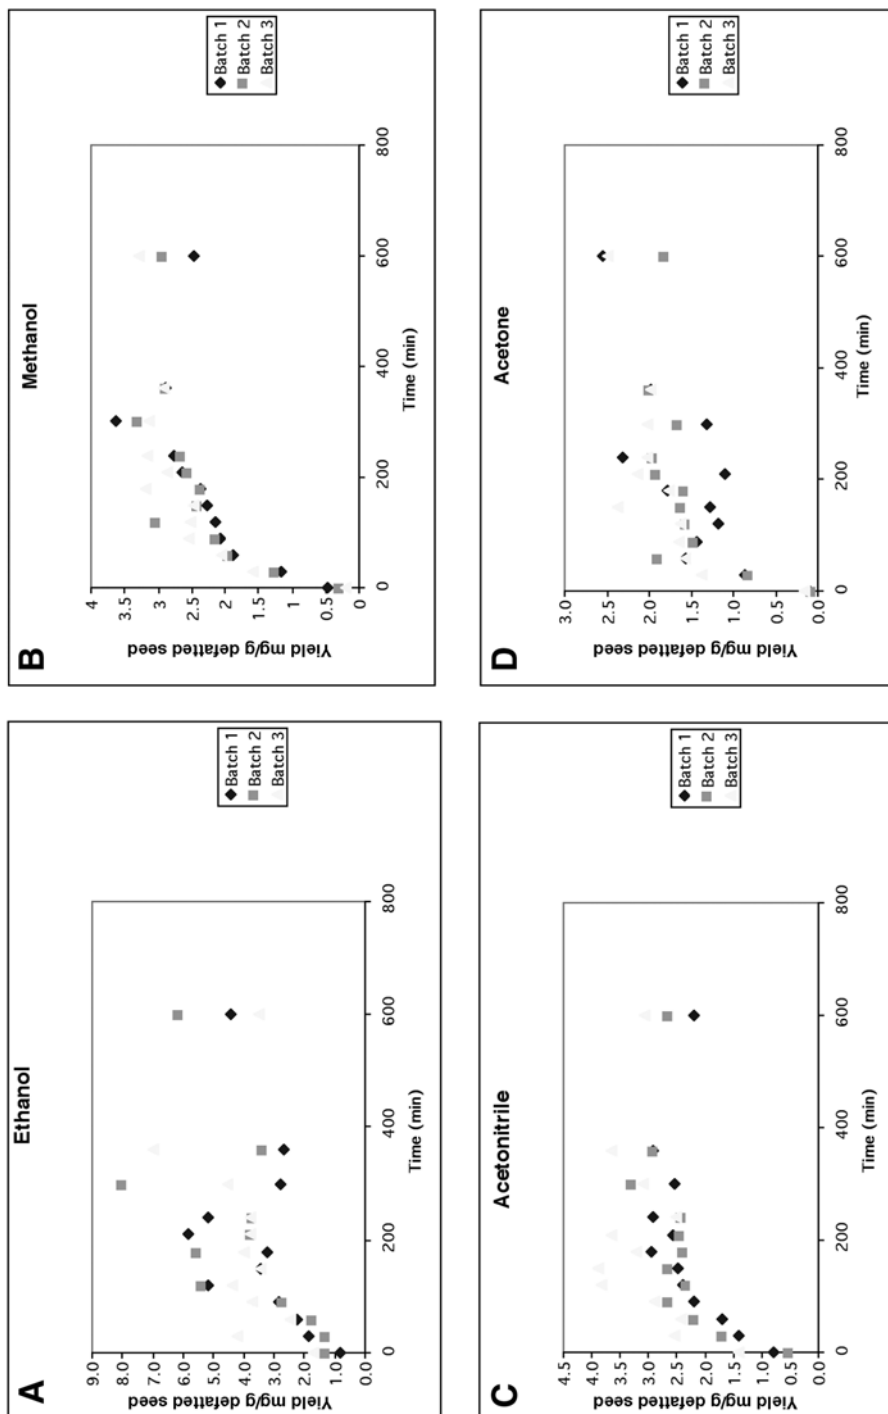 A
Ethanol
Yield mg/g defatted seed
9.0
8.0
7.0
6.0
5.0
4.0
3.0
2.0
1.0
0.0
0
200
400
600
800
Time (min)
Batch 1
Batch 2
Batch 3
B
Methanol
Yield mg/g defatted seed
4
3.5
3
2.5
2
1.5
1
0.5
0
0
200
400
600
800
Time (min)
Batch 1
Batch 2
Batch 3
C
Acetonitrile
Yield mg/g defatted seed
4.5
4.0
3.5
3.0
2.5
2.0
1.5
1.0
0.5
0.0
0
200
400
600
800
Time (min)
Batch 1
Batch 2
Batch 3
D
Acetone
Yield mg/g defatted seed
3.0
2.5
2.0
1.5
1.0
0.5
0.0
0
200
400
600
800
Time (min)
Batch 1
Batch 2
Batch 3